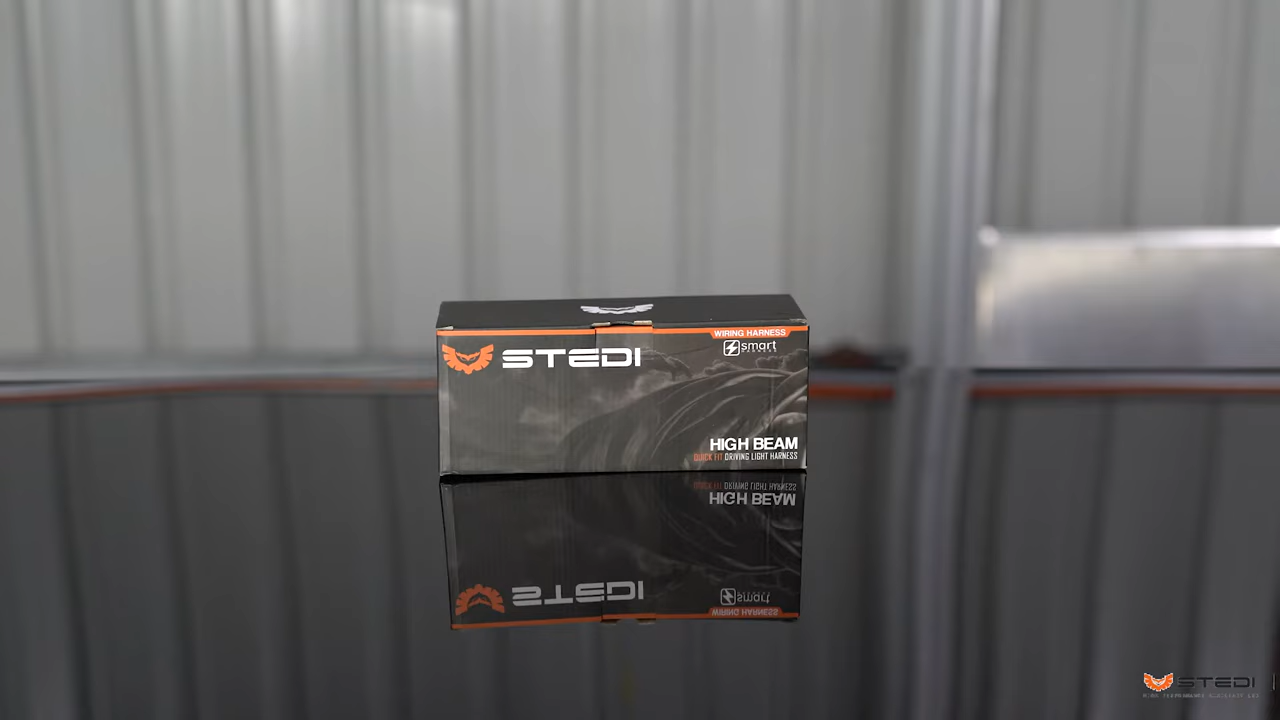 WIRING HARNESS
smart
STEDI
HIGH BEAM
QUICK FIT DRIVING LIGHT HARNESS
STEDI